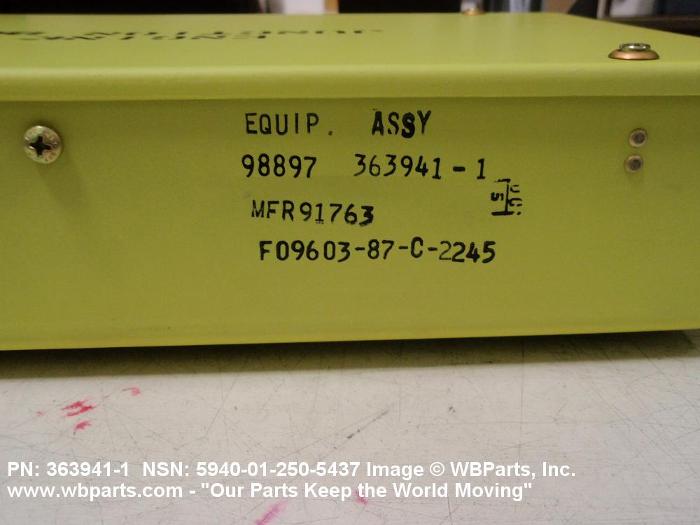 EQUIP. ASSY
98897 363941-1
MFR91763
F09603-87-C-2245
PN: 363941-1 NSN: 5940-01-250-5437 Image © WBParts, Inc.
www.wbparts.com - "Our Parts Keep the World Moving"